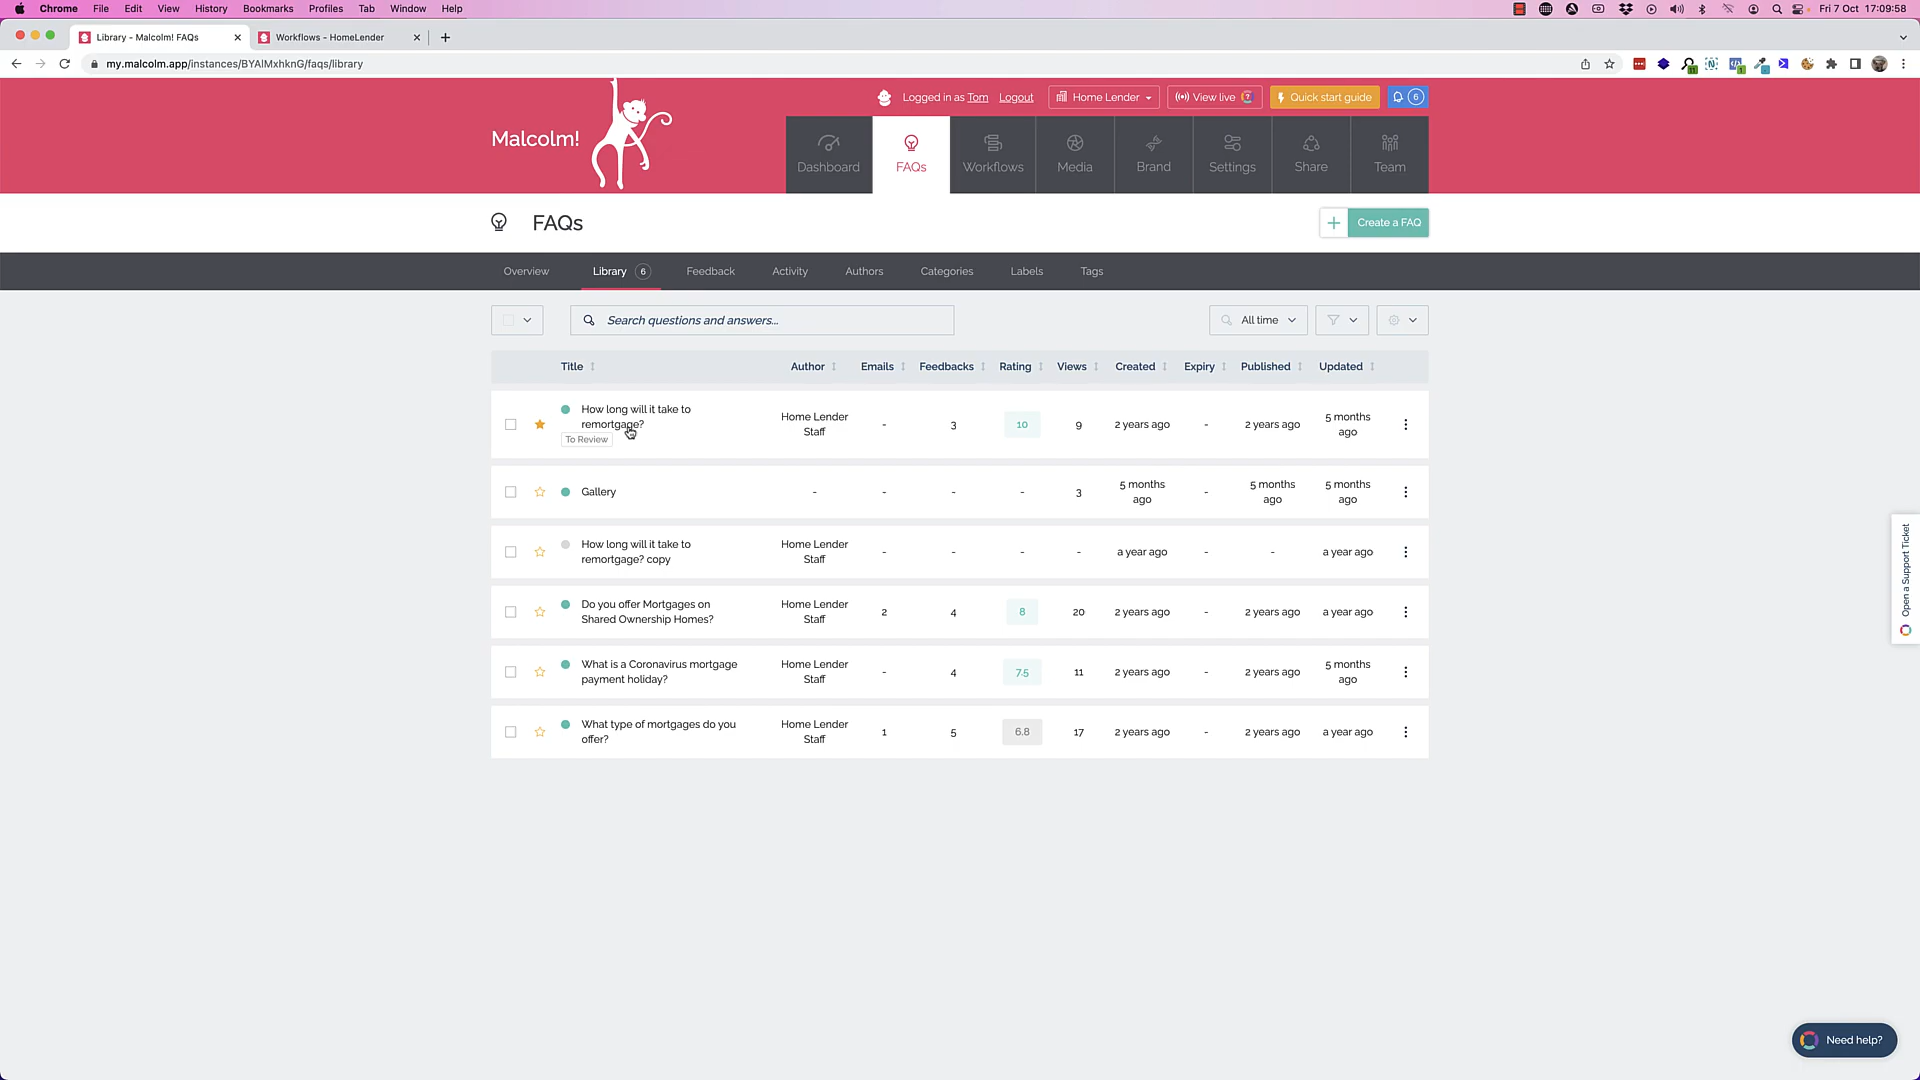 Chrome File Edit View History Bookmarks Profiles Tab Window Help Fri 7 Oct 17:09:58
Library - Malcolm! FAQs Workflows - HomeLender
my.malcolm.app/instances/BYAlMxhknG/faqs/library
Logged in as Tom Logout Home Lender View live Quick start guide 6
Malcolm!
Dashboard FAQs Workflows Media Brand Settings Share Team
FAQs
Create a FAQ
Overview Library 6 Feedback Activity Authors Categories Labels Tags
Search questions and answers...
All time
Title Author Emails Feedbacks Rating Views Created Expiry Published Updated
How long will it take to
remortgage?
To Review
Home Lender
Staff
- 3 10 9 2 years ago - 2 years ago
5 months
ago
Gallery - - - - 3
5 months
ago
-
5 months
ago
5 months
ago
How long will it take to
remortgage? copy
Home Lender
Staff
- - - - a year ago - - a year ago
Do you offer Mortgages on
Shared Ownership Homes?
Home Lender
Staff
2 4 8 20 2 years ago - 2 years ago a year ago
What is a Coronavirus mortgage
payment holiday?
Home Lender
Staff
- 4 7.5 11 2 years ago - 2 years ago
5 months
ago
What type of mortgages do you
offer?
Home Lender
Staff
1 5 6.8 17 2 years ago - 2 years ago a year ago
Open a Support Ticket
Need help?